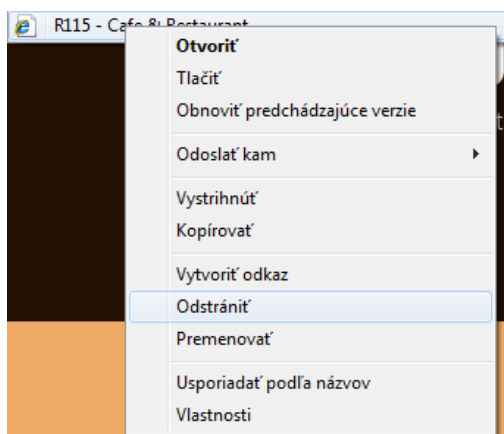 R115 - Cafe & Restaurant
Otvoriť
Tlačiť
Obnoviť predchádzajúce verzie
Odoslať kam
Vystrihnúť
Kopírovať
Vytvoriť odkaz
Odstrániť
Premenovať
Usporiadať podľa názvov
Vlastnosti